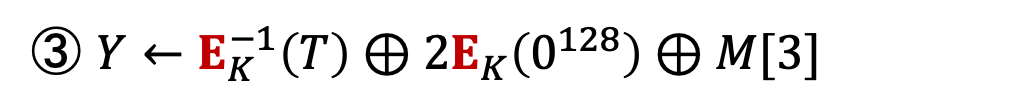 ③ 𝑌 ← 𝐄_𝐾^{−1}(𝑇) ⊕ 2𝐄_𝐾(0^{128}) ⊕ 𝑀[3]